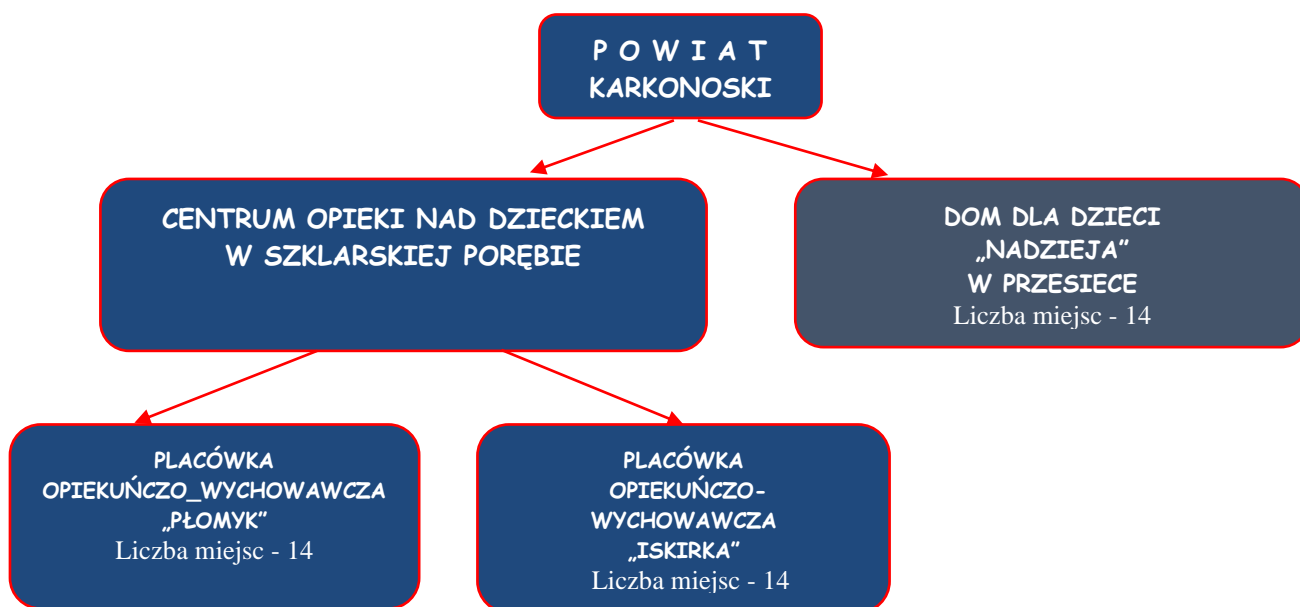 P O W I A T
KARKONOSKI
CENTRUM OPIEKI NAD DZIECKIEM
W SZKLARSKIEJ PORĘBIE
DOM DLA DZIECI
„NADZIEJA”
W PRZESIECE
Liczba miejsc - 14
PLACÓWKA
OPIEKUŃCZO_WYCHOWAWCZA
„PŁOMYK”
Liczba miejsc - 14
PLACÓWKA
OPIEKUŃCZO-
WYCHOWAWCZA
„ISKIRKA”
Liczba miejsc - 14